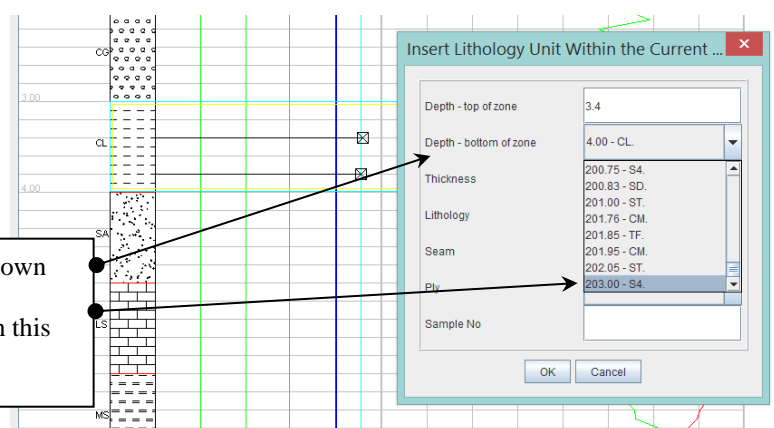 CG
3.00
CL
4.00
SA
LS
MS
own
n this
Insert Lithology Unit Within the Current ...
Depth - top of zone
3.4
Depth - bottom of zone
4.00 - CL.
Thickness
200.75 - S4.
200.83 - SD.
201.00 - ST.
Lithology
201.76 - CM.
201.85 - TF.
Seam
201.95 - CM.
202.05 - ST.
Ply
203.00 - S4.
Sample No
OK
Cancel